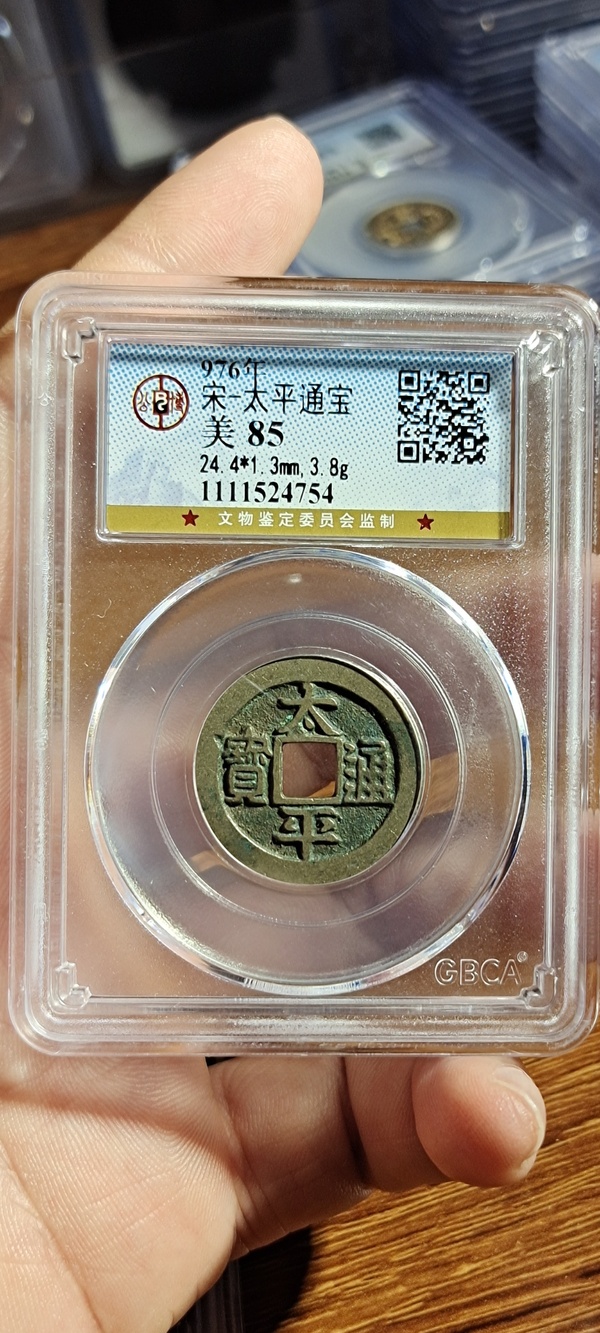 976年
宋-太平通宝
美 85
24.4*1.3mm, 3.8g
1111524754
★ 文物鉴定委员会监制 ★
太
寶 通
平
GBCA®